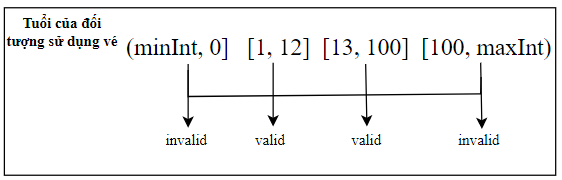 Tuổi của đối
tượng sử dụng vé
(minInt, 0] [1, 12] [13, 100] [100, maxInt)
invalid valid valid invalid